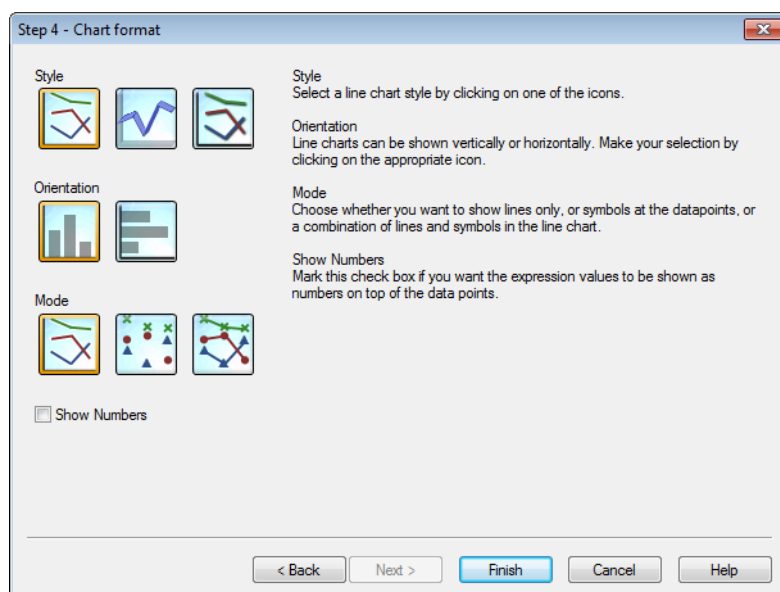 Step 4 - Chart format
Style
Style
Select a line chart style by clicking on one of the icons.
Orientation
Line charts can be shown vertically or horizontally. Make your selection by
clicking on the appropriate icon.
Orientation
Mode
Choose whether you want to show lines only, or symbols at the datapoints, or
a combination of lines and symbols in the line chart.
Show Numbers
Mark this check box if you want the expression values to be shown as
numbers on top of the data points.
Mode
Show Numbers
< Back
Next >
Finish
Cancel
Help